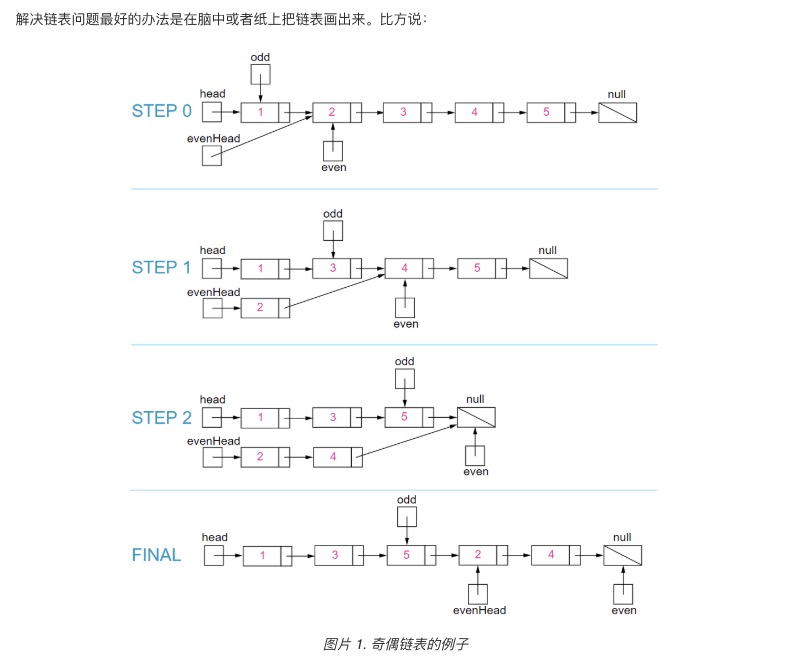 解决链表问题最好的办法是在脑中或者纸上把链表画出来。比方说：
odd
head
null
STEP 0
1
2
3
4
5
evenHead
even
odd
head
null
STEP 1
1
3
4
5
evenHead
2
even
odd
head
null
STEP 2
1
3
5
evenHead
2
4
even
odd
head
null
FINAL
1
3
5
2
4
evenHead
even
图片 1. 奇偶链表的例子